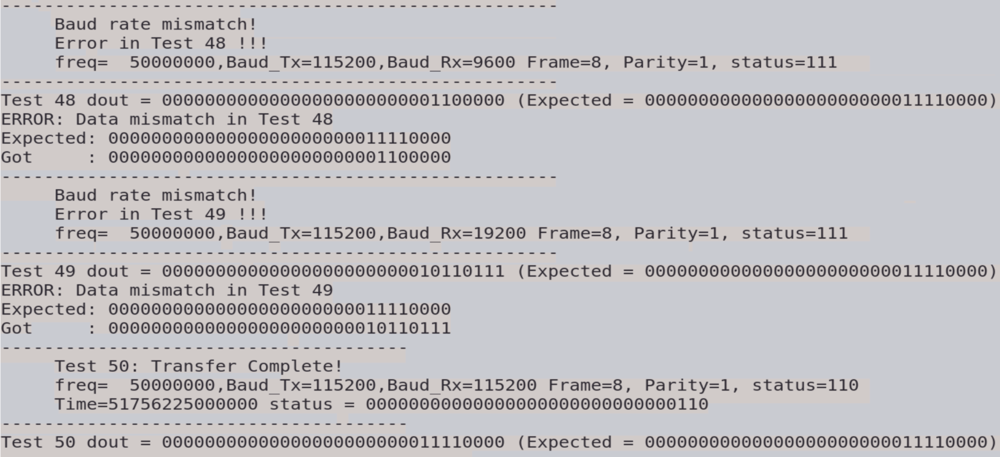 ----------------------------------------------------
Baud rate mismatch!
Error in Test 48 !!!
freq=  50000000,Baud_Tx=115200,Baud_Rx=9600 Frame=8, Parity=1, status=111
----------------------------------------------------
Test 48 dout = 00000000000000000000000001100000 (Expected = 00000000000000000000000011110000)
ERROR: Data mismatch in Test 48
Expected: 00000000000000000000000011110000
Got     : 00000000000000000000000001100000
----------------------------------------------------
Baud rate mismatch!
Error in Test 49 !!!
freq=  50000000,Baud_Tx=115200,Baud_Rx=19200 Frame=8, Parity=1, status=111
----------------------------------------------------
Test 49 dout = 00000000000000000000000010110111 (Expected = 00000000000000000000000011110000)
ERROR: Data mismatch in Test 49
Expected: 00000000000000000000000011110000
Got     : 00000000000000000000000010110111
--------------------------------------
Test 50: Transfer Complete!
freq=  50000000,Baud_Tx=115200,Baud_Rx=115200 Frame=8, Parity=1, status=110
Time=51756225000000 status = 00000000000000000000000000000110
--------------------------------------
Test 50 dout = 00000000000000000000000011110000 (Expected = 00000000000000000000000011110000)